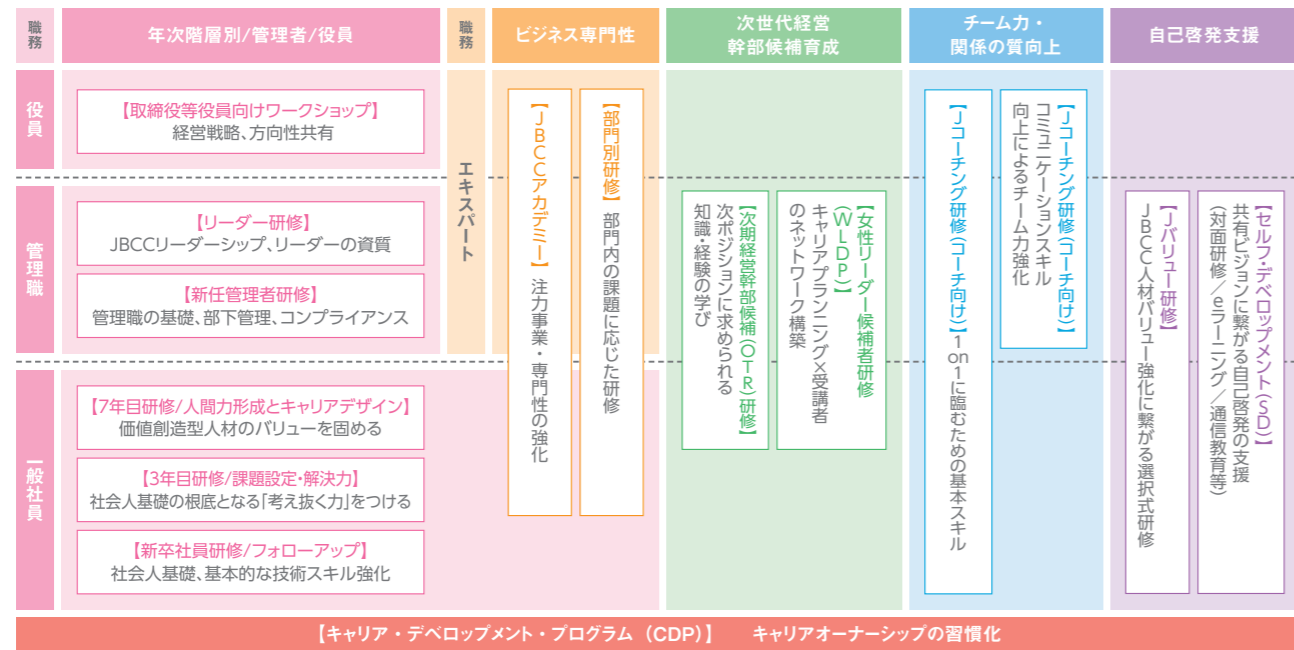 職務
年次階層別/管理者/役員
職務
ビジネス専門性
次世代経営
幹部候補育成
チーム力・
関係の質向上
自己啓発支援
役員
【取締役等役員向けワークショップ】
経営戦略、方向性共有
管理職
【リーダー研修】
JBCCリーダーシップ、リーダーの資質
【新任管理者研修】
管理職の基礎、部下管理、コンプライアンス
一般社員
【7年目研修/人間力形成とキャリアデザイン】
価値創造型人材のバリューを固める
【3年目研修/課題設定・解決力】
社会人基礎の根底となる「考え抜く力」をつける
【新卒社員研修/フォローアップ】
社会人基礎、基本的な技術スキル強化
エキスパート
【JBCCアカデミー】注力事業・専門性の強化
【部門別研修】部門内の課題に応じた研修
【次期経営幹部候補(OTR)研修】
次ポジションに求められる
知識・経験の学び
【女性リーダー候補者研修
(WLDP)】
キャリアプランニング×受講者
のネットワーク構築
【Jコーチング研修(コーチ向け)】1on1に臨むための基本スキル
【Jコーチング研修(コーチ向け)】
コミュニケーションスキル
向上によるチーム力強化
【Jバリュー研修】
JBCC人材バリュー強化に繋がる選択式研修
【セルフ・デベロップメント(SD)】
共有ビジョンに繋がる自己啓発の支援
(対面研修/eラーニング/通信教育等)
【キャリア・デベロップメント・プログラム(CDP)】 キャリアオーナーシップの習慣化